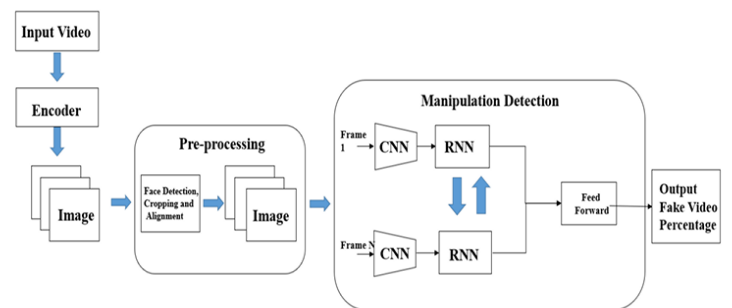 Input Video
Encoder
Image
Pre-processing
Face Detection,
Cropping and
Alignment
Image
Manipulation Detection
Frame
1
CNN
RNN
Frame N
CNN
RNN
Feed
Forward
Output
Fake Video
Percentage